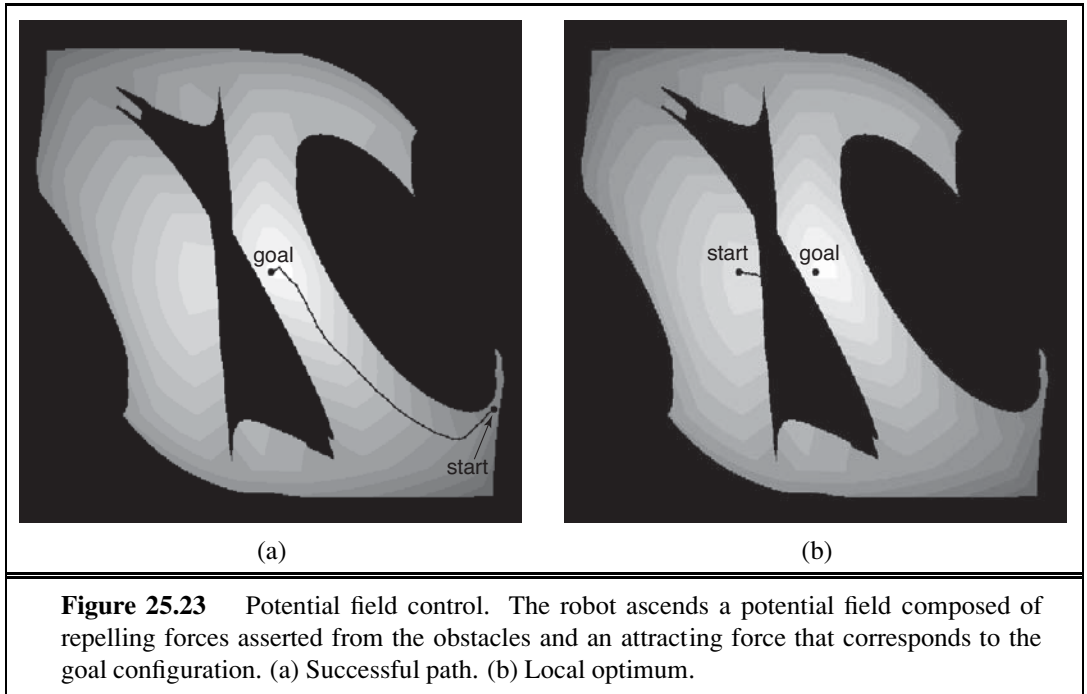 goal
start
start
goal
(a)
(b)
Figure 25.23 Potential field control. The robot ascends a potential field composed of
repelling forces asserted from the obstacles and an attracting force that corresponds to the
goal configuration. (a) Successful path. (b) Local optimum.